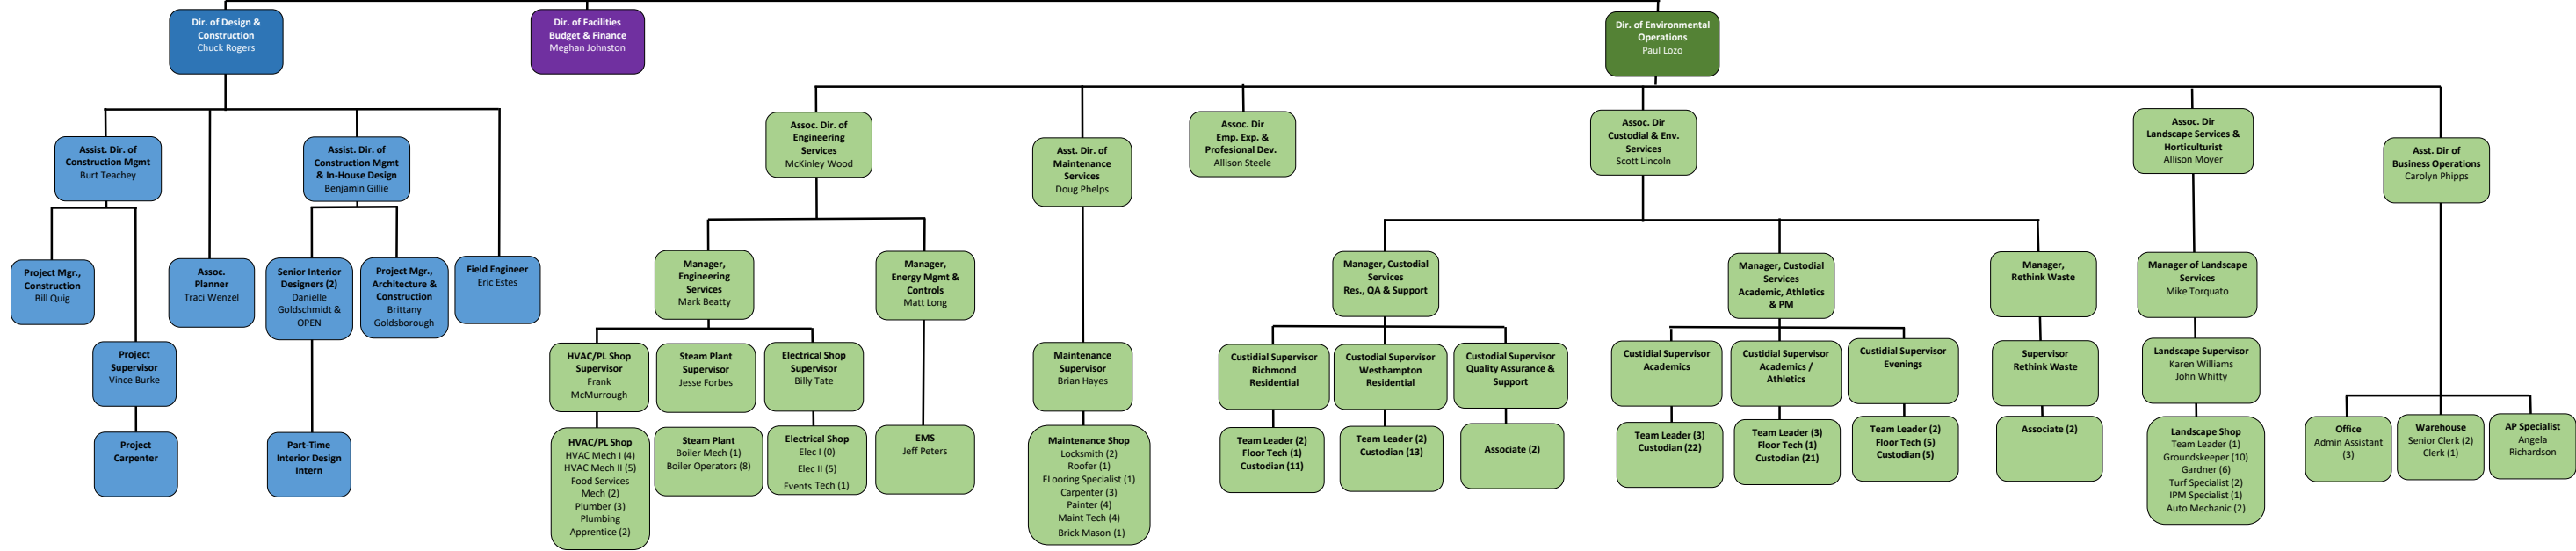 Dir. of Design &
Construction
Chuck Rogers
Dir. of Facilities
Budget & Finance
Meghan Johnston
Dir. of Environmental
Operations
Paul Lozo
Assist. Dir. of
Construction Mgmt
Burt Teachey
Assist. Dir. of
Construction Mgmt
& In-House Design
Benjamin Gillie
Assoc. Dir. of
Engineering
Services
McKinley Wood
Asst. Dir. of
Maintenance
Services
Doug Phelps
Assoc. Dir
Emp. Exp. &
Profesional Dev.
Allison Steele
Assoc. Dir
Custodial & Env.
Services
Scott Lincoln
Assoc. Dir
Landscape Services &
Horticulturist
Allison Moyer
Asst. Dir of
Business Operations
Carolyn Phipps
Project Mgr.,
Construction
Bill Quig
Assoc.
Planner
Traci Wenzel
Senior Interior
Designers (2)
Danielle
Goldschmidt &
OPEN
Project Mgr.,
Architecture &
Construction
Brittany
Goldsborough
Field Engineer
Eric Estes
Manager,
Engineering
Services
Mark Beatty
Manager,
Energy Mgmt &
Controls
Matt Long
Manager, Custodial
Services
Res., QA & Support
Manager, Custodial
Services
Academic, Athletics
& PM
Manager,
Rethink Waste
Manager of Landscape
Services
Mike Torquato
Project
Supervisor
Vince Burke
HVAC/PL Shop
Supervisor
Frank
McMurrough
Steam Plant
Supervisor
Jesse Forbes
Electrical Shop
Supervisor
Billy Tate
Maintenance
Supervisor
Brian Hayes
Custidial Supervisor
Richmond
Residential
Custodial Supervisor
Westhampton
Residential
Custodial Supervisor
Quality Assurance &
Support
Custidial Supervisor
Academics
Custidial Supervisor
Academics /
Athletics
Custidial Supervisor
Evenings
Supervisor
Rethink Waste
Landscape Supervisor
Karen Williams
John Whitty
Project
Carpenter
Part-Time
Interior Design
Intern
HVAC/PL Shop
HVAC Mech I (4)
HVAC Mech II (5)
Food Services
Mech (2)
Plumber (3)
Plumbing
Apprentice (2)
Steam Plant
Boiler Mech (1)
Boiler Operators (8)
Electrical Shop
Elec I (0)
Elec II (5)
Events Tech (1)
EMS
Jeff Peters
Maintenance Shop
Locksmith (2)
Roofer (1)
FLooring Specialist (1)
Carpenter (3)
Painter (4)
Maint Tech (4)
Brick Mason (1)
Team Leader (2)
Floor Tech (1)
Custodian (11)
Team Leader (2)
Custodian (13)
Associate (2)
Team Leader (3)
Custodian (22)
Team Leader (3)
Floor Tech (1)
Custodian (21)
Team Leader (2)
Floor Tech (5)
Custodian (5)
Associate (2)
Landscape Shop
Team Leader (1)
Groundskeeper (10)
Gardner (6)
Turf Specialist (2)
IPM Specialist (1)
Auto Mechanic (2)
Office
Admin Assistant
(3)
Warehouse
Senior Clerk (2)
Clerk (1)
AP Specialist
Angela
Richardson